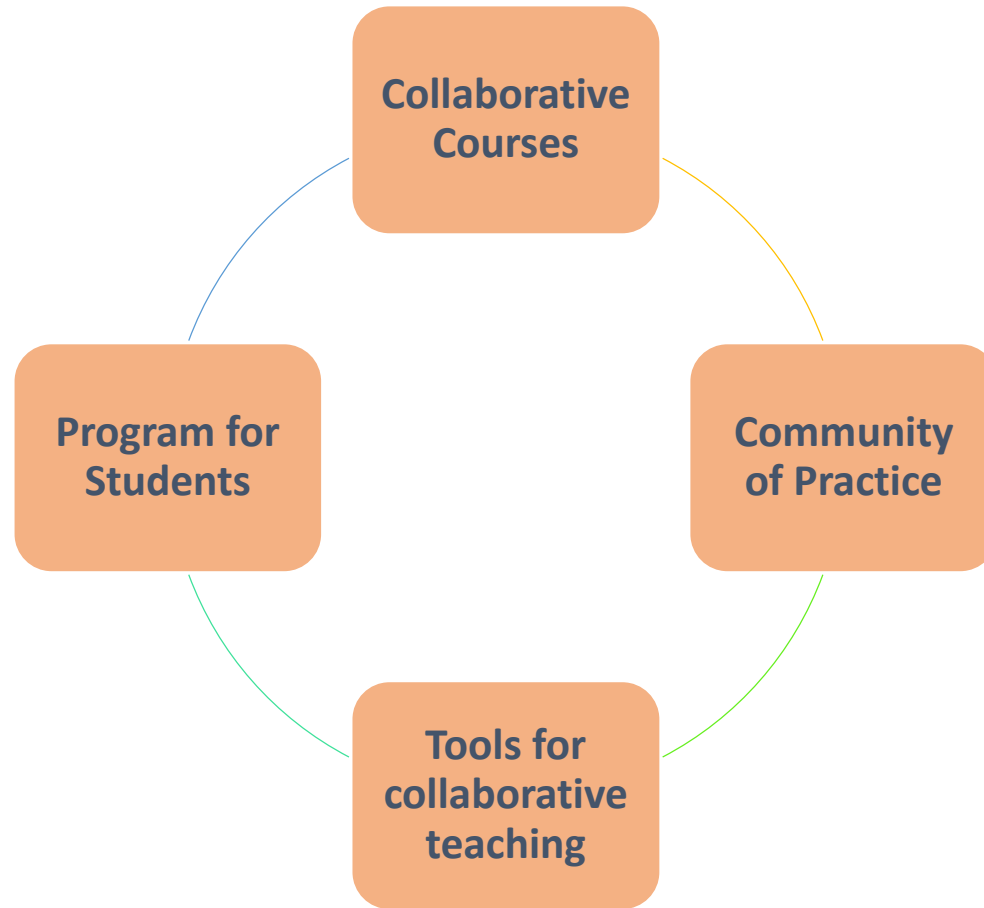 Collaborative
Courses
Program for
Students
Community
of Practice
Tools for
collaborative
teaching